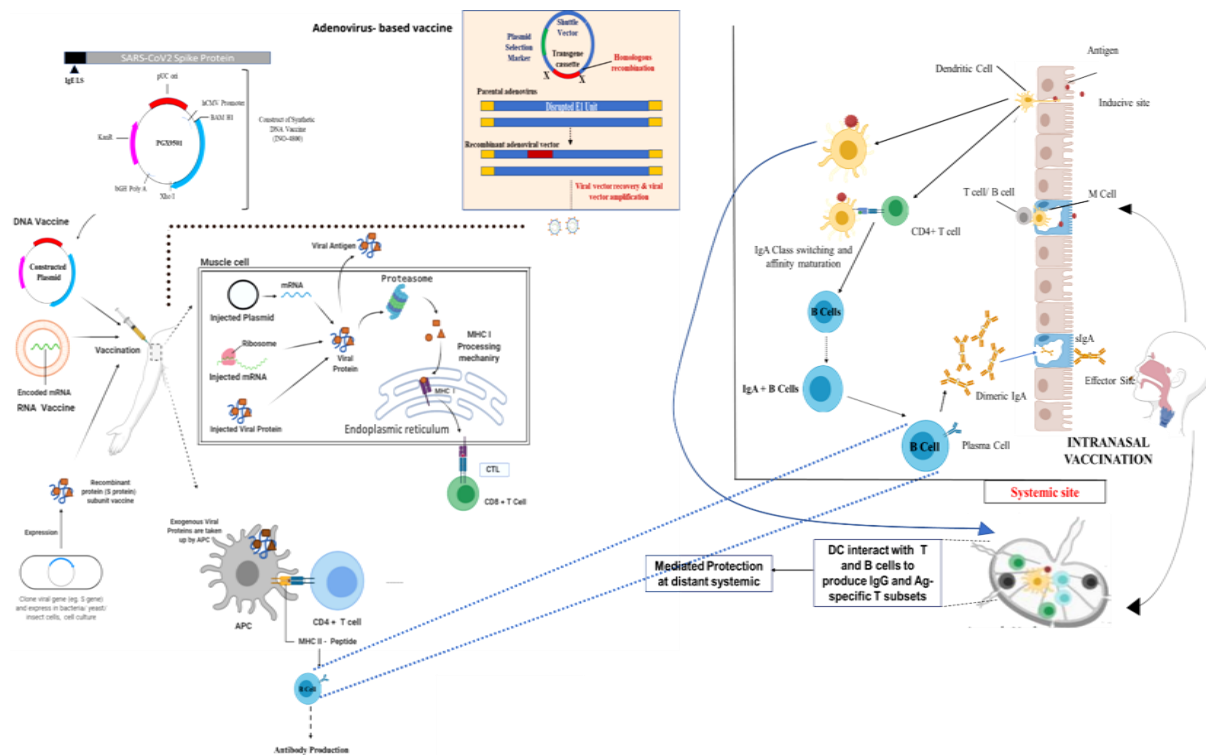 Adenovirus- based vaccine
SARS-CoV2 Spike Protein
IgE LS
pUC ori
hCMV Promoter
BAM H1
KanR
PGX9501
bGH Poly A
Xho I
Construct of Synthetic
DNA Vaccine
(INO-4800)
Shuttle
Vector
Plasmid
Selection
Marker
Transgene
cassette
Homologous
recombination
X
X
Parental adenovirus
Disrupted E1 Unit
Recombinant adenoviral vector
Viral vector recovery & viral
vector amplification
DNA Vaccine
Constructed
Plasmid
Vaccination
Encoded mRNA
RNA Vaccine
Recombinant
protein (S protein)
subunit vaccine
Expression
Clone viral gene (eg. S gene)
and express in bacteria/ yeast/
insect cells, cell culture
Viral Antigen
Muscle cell
mRNA
Injected Plasmid
Ribosome
Injected mRNA
Viral
Protein
Injected Viral Protein
Proteasome
MHC I
Processing
mechanry
MHC I
Endoplasmic reticulum
CTL
CD8 + T Cell
Exogenous Viral
Proteins are taken
up by APC
APC
CD4 + T cell
MHC II - Peptide
B Cell
Antibody Production
Antigen
Dendritic Cell
Inducive site
T cell/ B cell
M Cell
CD4+ T cell
IgA Class switching and
affinity maturation
B Cells
IgA + B Cells
sIgA
Effector Site
Dimeric IgA
B Cell
Plasma Cell
INTRANASAL
VACCINATION
Systemic site
Mediated Protection
at distant systemic
DC interact with T
and B cells to
produce IgG and Ag-
specific T subsets